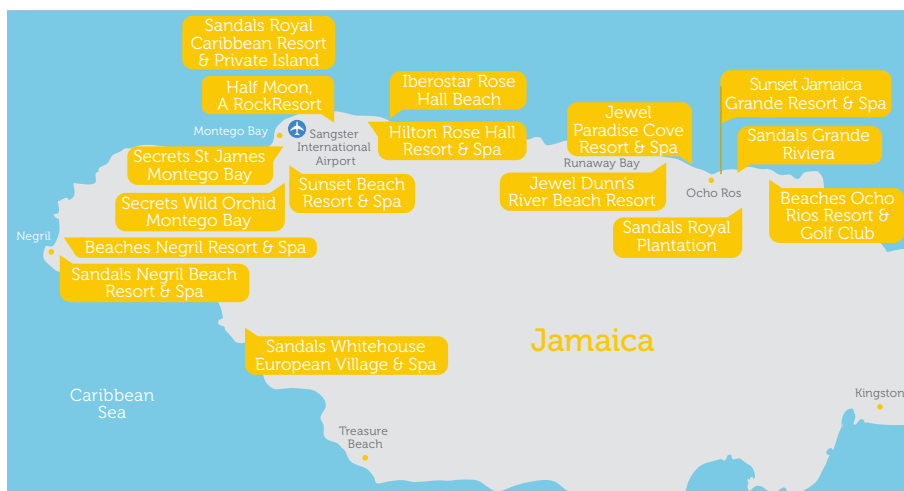 Sandals Royal
Caribbean Resort
& Private Island
Half Moon,
A RockResort
Iberostar Rose
Hall Beach
Sunset Jamaica
Grande Resort & Spa
Jewel
Paradise Cove
Resort & Spa
Montego Bay
Sangster
International
Airport
Hilton Rose Hall
Resort & Spa
Sandals Grande
Riviera
Secrets St James
Montego Bay
Runaway Bay
Sunset Beach
Resort & Spa
Jewel Dunn's
River Beach Resort
Ocho Ros
Secrets Wild Orchid
Montego Bay
Beaches Ocho
Rios Resort &
Golf Club
Sandals Royal
Plantation
Negril
Beaches Negril Resort & Spa
Sandals Negril Beach
Resort & Spa
Sandals Whitehouse
European Village & Spa
Jamaica
Caribbean
Sea
Kingston
Treasure
Beach